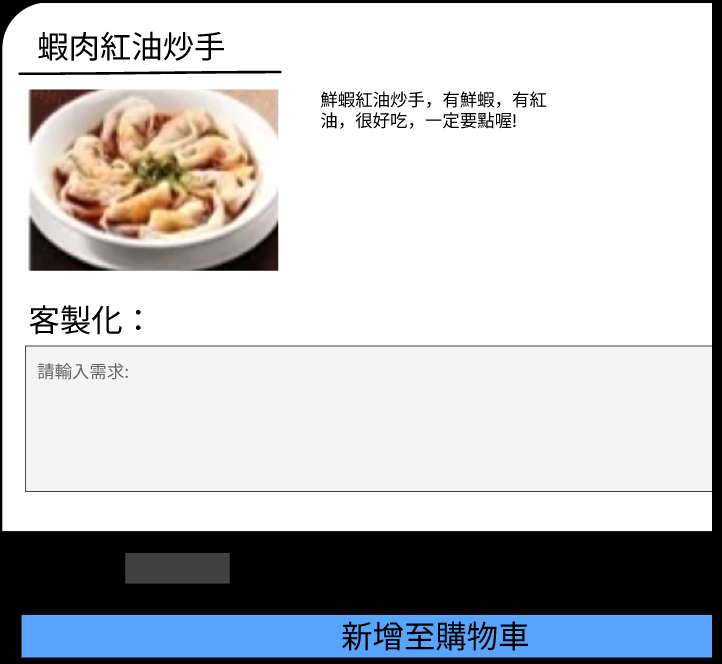 蝦肉紅油炒手
鮮蝦紅油炒手，有鮮蝦，有紅
油，很好吃，一定要點喔!
客製化：
請輸入需求:
新增至購物車